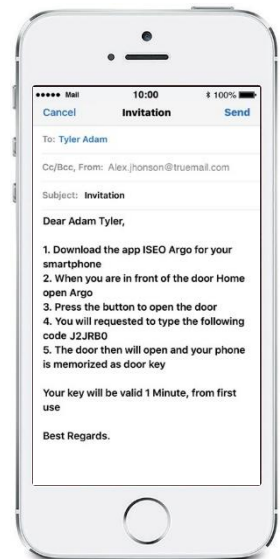 Mail 10:00 100%
Cancel Invitation Send
To: Tyler Adam
Cc/Bcc, From: Alex.jhonson@truemail.com
Subject: Invitation
Dear Adam Tyler,
1. Download the app ISEO Argo for your
smartphone
2. When you are in front of the door Home
open Argo
3. Press the button to open the door
4. You will requested to type the following
code J2JRB0
5. The door then will open and your phone
is memorized as door key
Your key will be valid 1 Minute, from first
use
Best Regards.